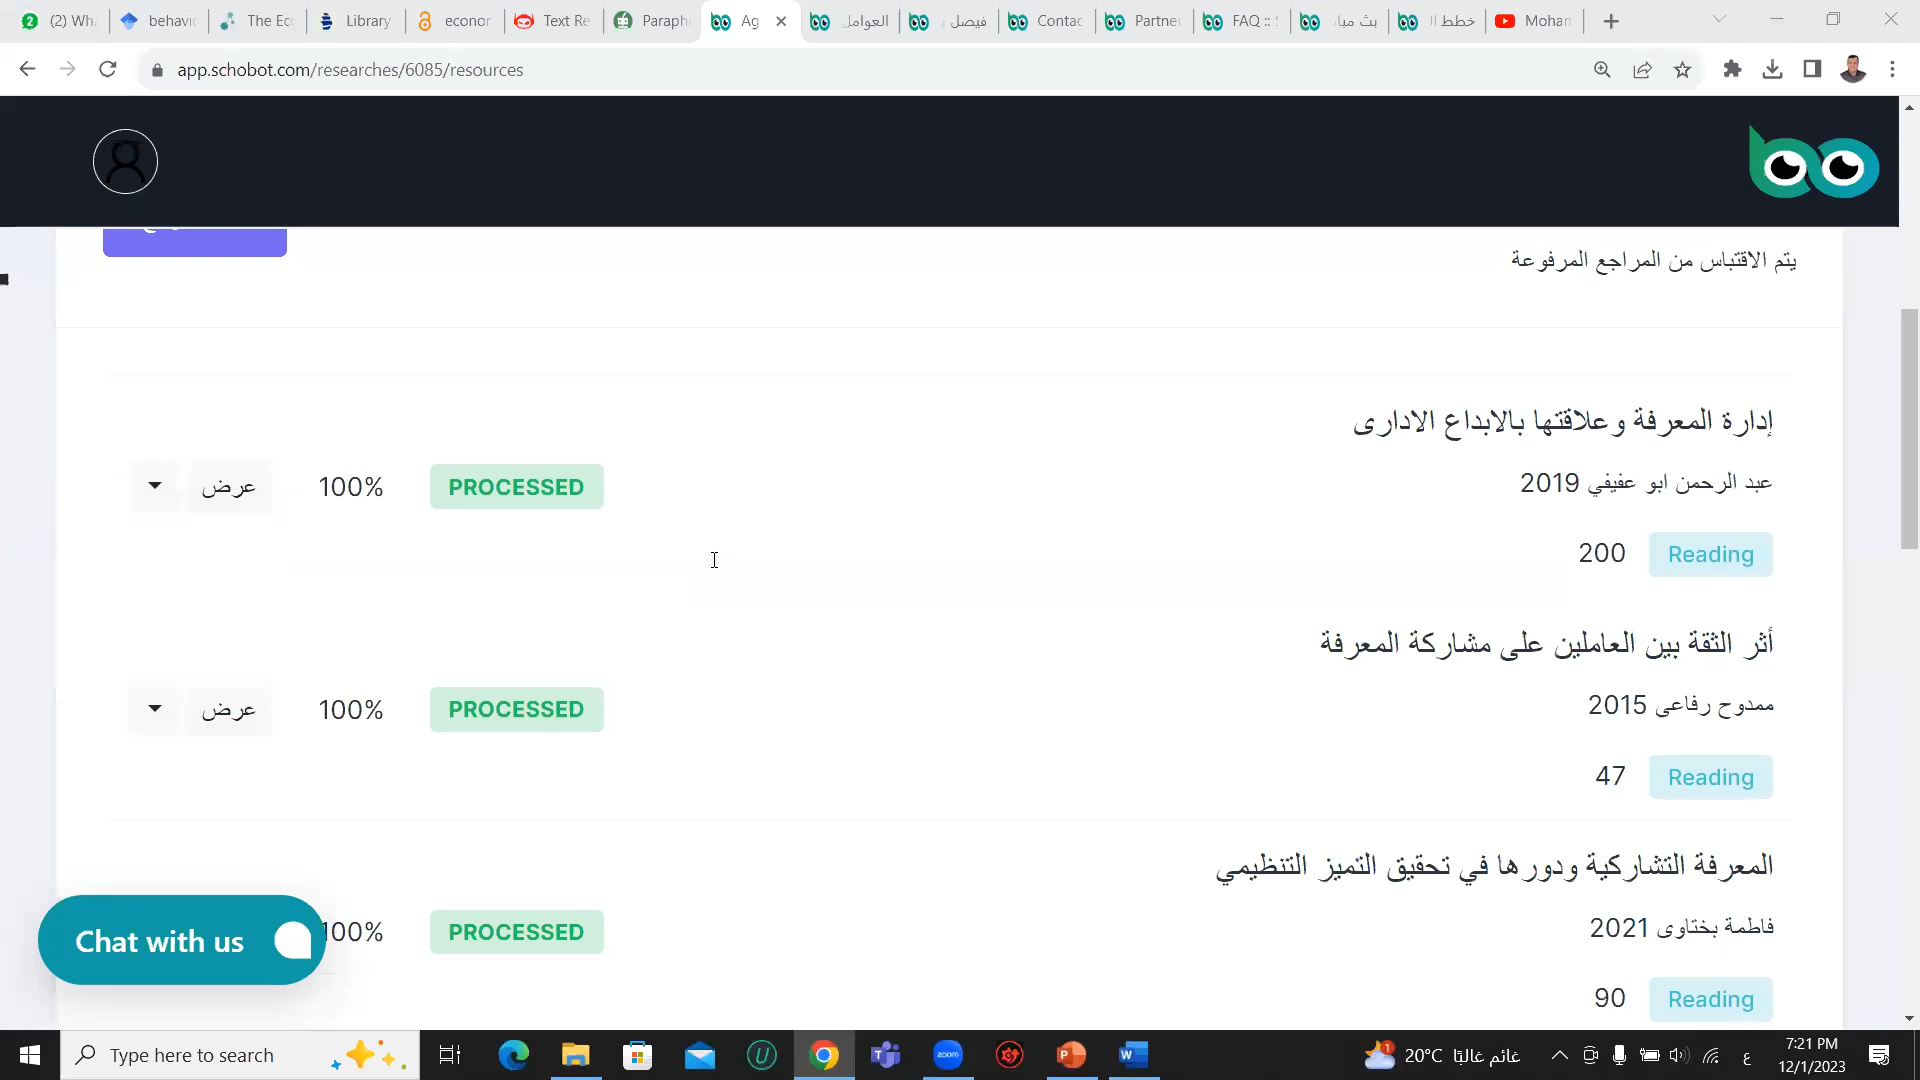 (2) Wha
behavio
The Ec
Library
econor
Text Re
Paraph
Ag
العوامل
فيصل
Contac
Partne
FAQ ::
بث مبا
خطط ا
Mohan
app.schobot.com/researches/6085/resources
يتم الاقتباس من المراجع المرفوعة
إدارة المعرفة وعلاقتها بالابداع الادارى
عبد الرحمن ابو عفيفي 2019
200 Reading
PROCESSED
100%
عرض
أثر الثقة بين العاملين على مشاركة المعرفة
ممدوح رفاعى 2015
47 Reading
PROCESSED
100%
عرض
المعرفة التشاركية ودورها في تحقيق التميز التنظيمي
فاطمة بختاوى 2021
90 Reading
PROCESSED
100%
Chat with us
Type here to search
20°C غائم غالبًا
ع
7:21 PM
12/1/2023